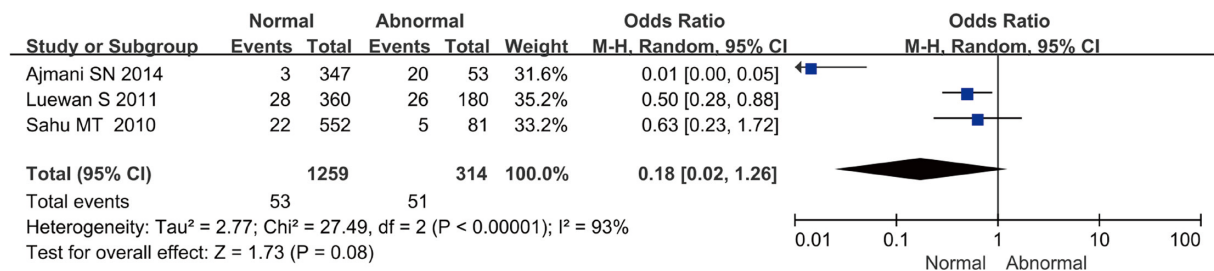 Normal Abnormal Odds Ratio Odds Ratio
Study or Subgroup Events Total Events Total Weight M-H, Random, 95% CI M-H, Random, 95% CI
Ajmani SN 2014 3 347 20 53 31.6% 0.01 [0.00, 0.05]
Luewan S 2011 28 360 26 180 35.2% 0.50 [0.28, 0.88]
Sahu MT 2010 22 552 5 81 33.2% 0.63 [0.23, 1.72]
Total (95% CI) 1259 314 100.0% 0.18 [0.02, 1.26]
Total events 53 51
Heterogeneity: Tau² = 2.77; Chi² = 27.49, df = 2 (P < 0.00001); I² = 93%
Test for overall effect: Z = 1.73 (P = 0.08)
0.01 0.1 1 10 100
Normal Abnormal